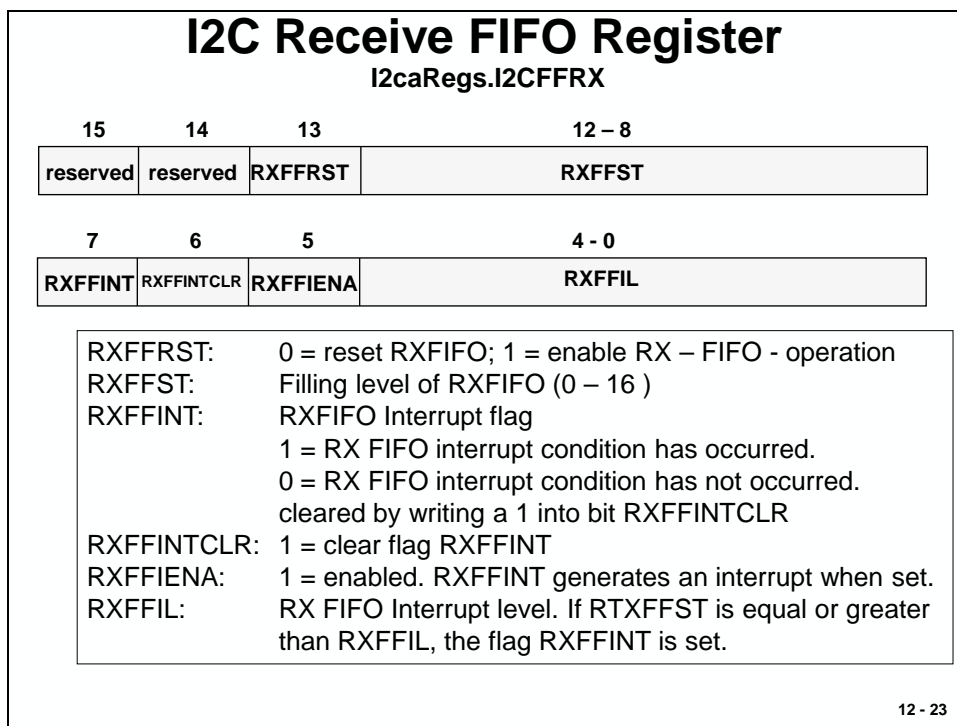 I2C Receive FIFO Register
I2caRegs.I2CFFRX
15 14 13 12 – 8
reserved reserved RXFFRST RXFFST
7 6 5 4 - 0
RXFFINT RXFFINTCLR RXFFIENA RXFFIL
RXFFRST: 0 = reset RXFIFO; 1 = enable RX – FIFO - operation
RXFFST: Filling level of RXFIFO (0 – 16 )
RXFFINT: RXFIFO Interrupt flag
1 = RX FIFO interrupt condition has occurred.
0 = RX FIFO interrupt condition has not occurred.
cleared by writing a 1 into bit RXFFINTCLR
RXFFINTCLR: 1 = clear flag RXFFINT
RXFFIENA: 1 = enabled. RXFFINT generates an interrupt when set.
RXFFIL: RX FIFO Interrupt level. If RTXFFST is equal or greater
than RXFFIL, the flag RXFFINT is set.
12 - 23